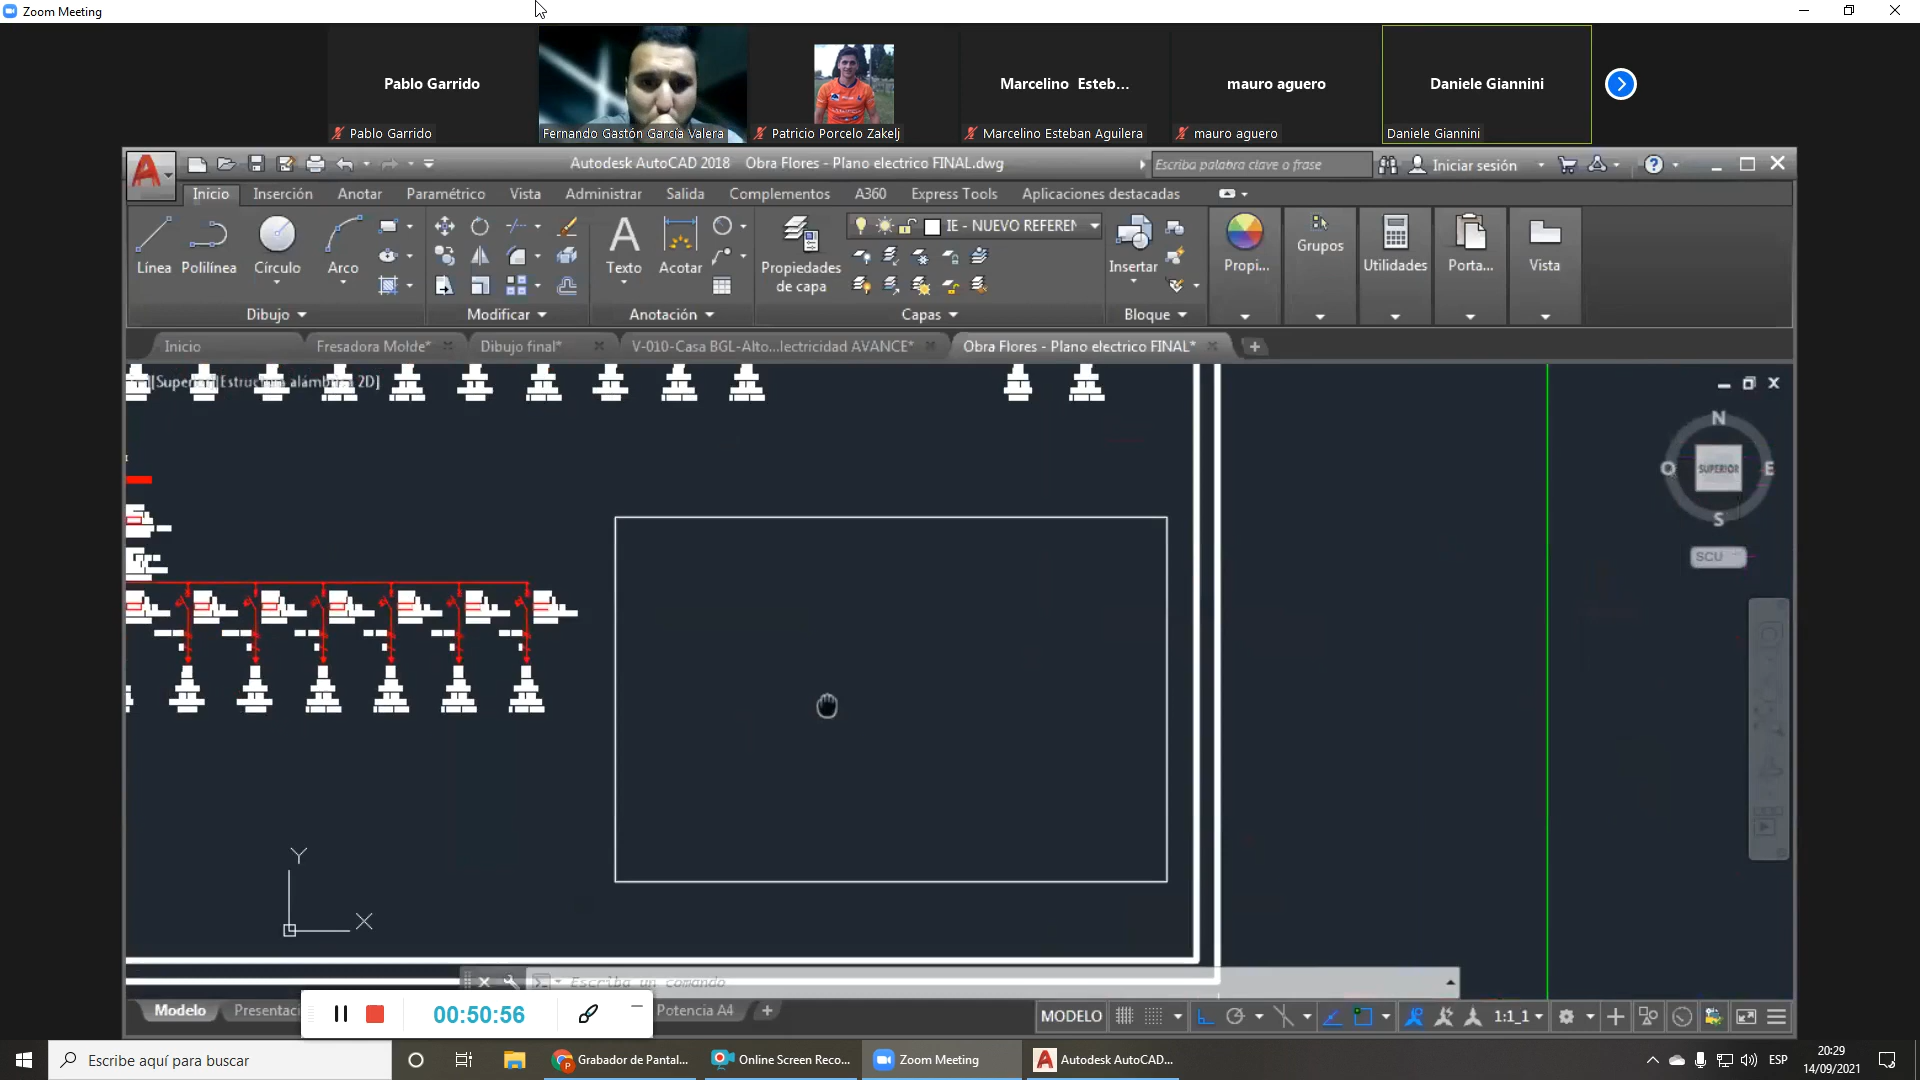 Zoom Meeting
Pablo Garrido
Marcelino Esteb...
mauro aguero
Daniele Giannini
Pablo Garrido
Fernando Gastón García Valera
Patricio Porcelo Zakelj
Marcelino Esteban Aguilera
mauro aguero
Daniele Giannini
Autodesk AutoCAD 2018 Obra Flores - Plano electrico FINAL.dwg
Escriba palabra clave o frase
Iniciar sesión
Inicio Inserción Anotar Paramétrico Vista Administrar Salida Complementos A360 Express Tools Aplicaciones destacadas
IE - NUEVO REFEREN
Línea Polilínea Círculo Arco
Texto Acotar
Propiedades de capa
Insertar
Propi... Grupos Utilidades Porta... Vista
Dibujo Modificar Anotación Capas Bloque
Inicio Fresadora Molde* Dibujo final* V-010-Casa BGL-Alto...lectricidad AVANCE* Obra Flores - Plano electrico FINAL*
N
O SUPERIOR E
S
SCU
Y
X
Escriba un comando
Modelo Presentaci
00:50:56
Potencia A4
MODELO
1:1_1
Escribe aquí para buscar
Grabador de Pantal...
Online Screen Reco...
Zoom Meeting
Autodesk AutoCAD...
ESP
20:29
14/09/2021